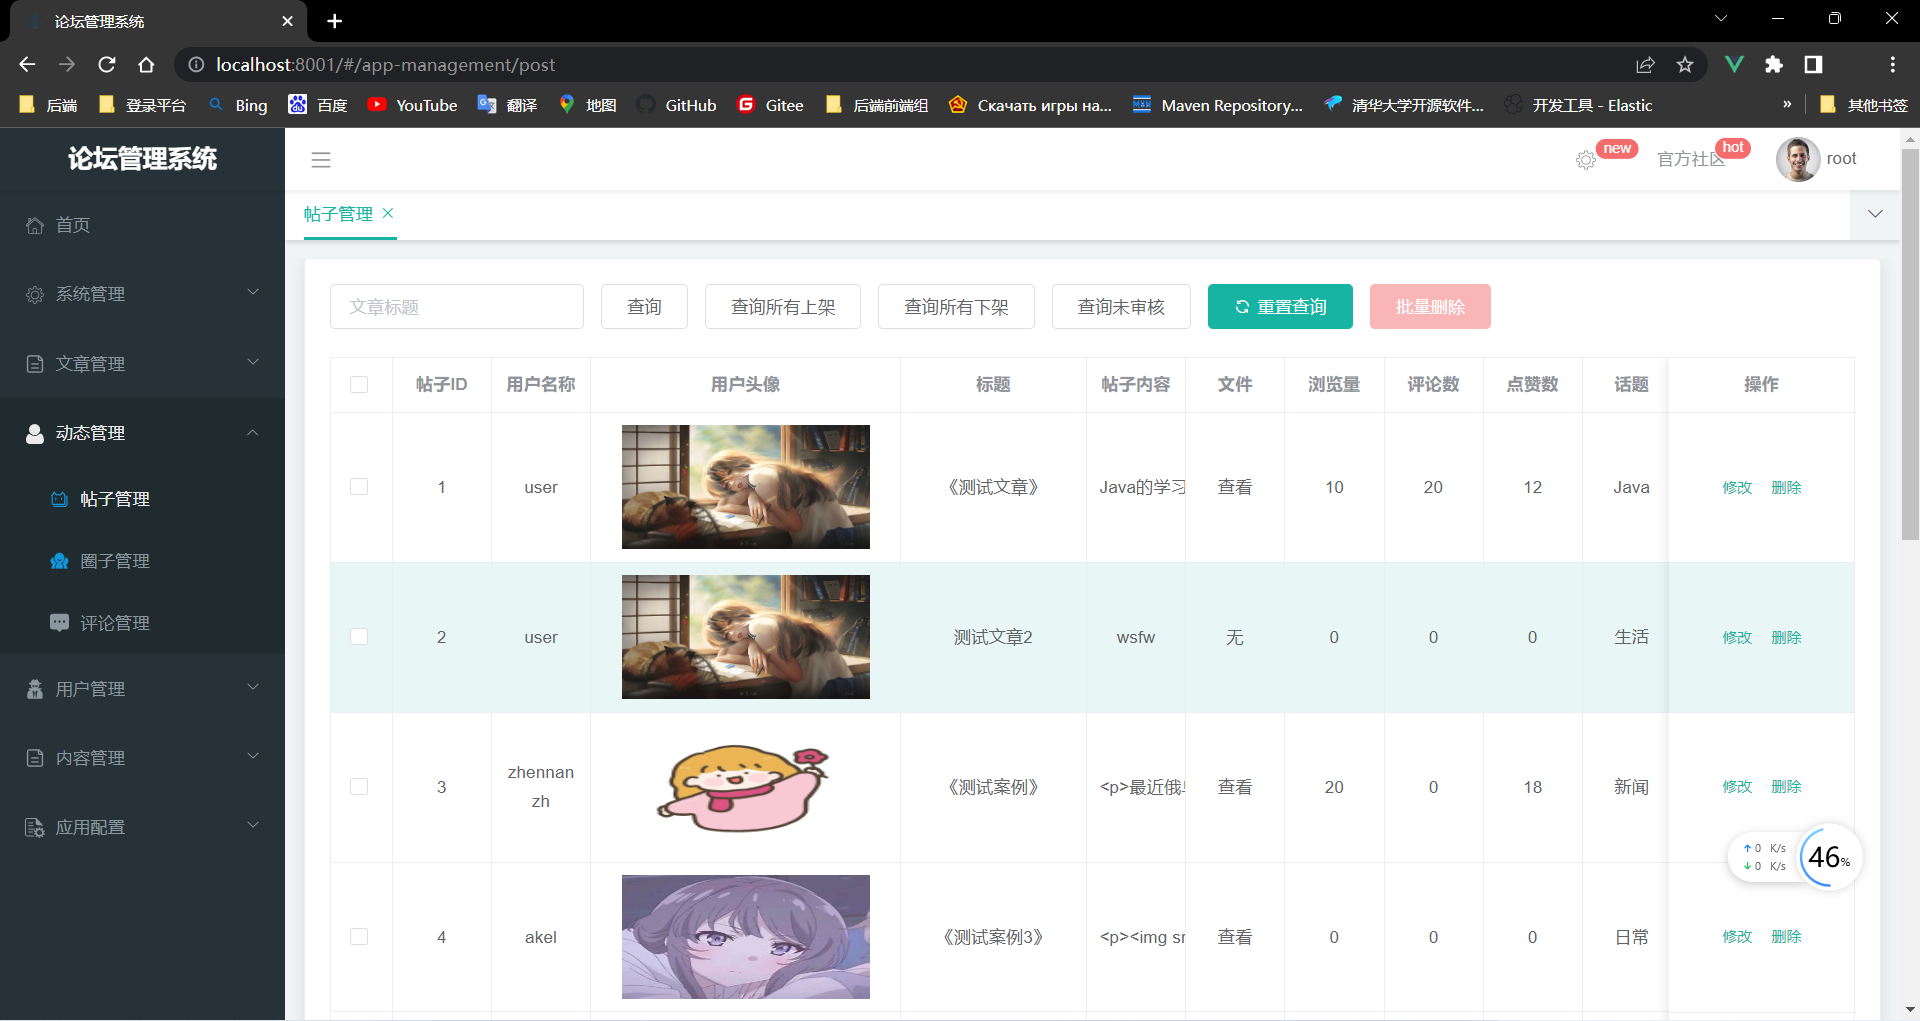 论坛管理系统
localhost:8001/#/app-management/post
后端 登录平台 Bing 百度 YouTube 翻译 地图 GitHub Gitee 后端前端组 Скачать игры на... Maven Repository... 清华大学开源软件... 开发工具 - Elastic » 其他书签
论坛管理系统
new
官方社区
hot
root
首页
系统管理
文章管理
动态管理
帖子管理
圈子管理
评论管理
用户管理
内容管理
应用配置
帖子管理
文章标题 查询 查询所有上架 查询所有下架 查询未审核 重置查询 批量删除
帖子ID 用户名称 用户头像 标题 帖子内容 文件 浏览量 评论数 点赞数 话题 操作
1 user 《测试文章》 Java的学习 查看 10 20 12 Java 修改 删除
2 user 测试文章2 wsfw 无 0 0 0 生活 修改 删除
3 zhennan
zh 《测试案例》 <p>最近俄 查看 20 0 18 新闻 修改 删除
4 akel 《测试案例3》 <p><img sr 查看 0 0 0 日常 修改 删除
↑ 0 K/s
↓ 0 K/s
46%